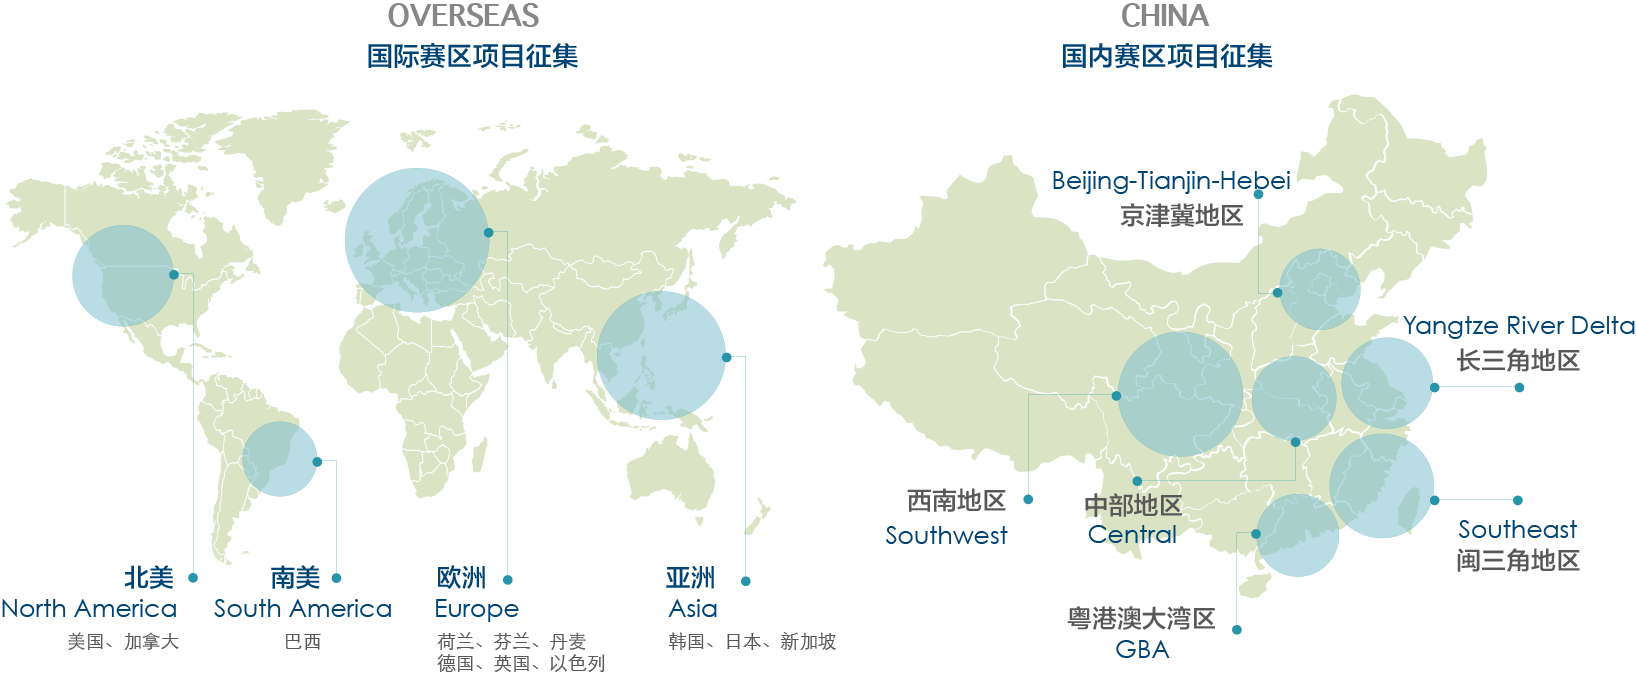 OVERSEAS
国际赛区项目征集
北美
North America
美国、加拿大
南美
South America
巴西
欧洲
Europe
荷兰、芬兰、丹麦
德国、英国、以色列
亚洲
Asia
韩国、日本、新加坡
CHINA
国内赛区项目征集
Beijing-Tianjin-Hebei
京津冀地区
Yangtze River Delta
长三角地区
西南地区
Southwest
中部地区
Central
Southeast
闽三角地区
粤港澳大湾区
GBA